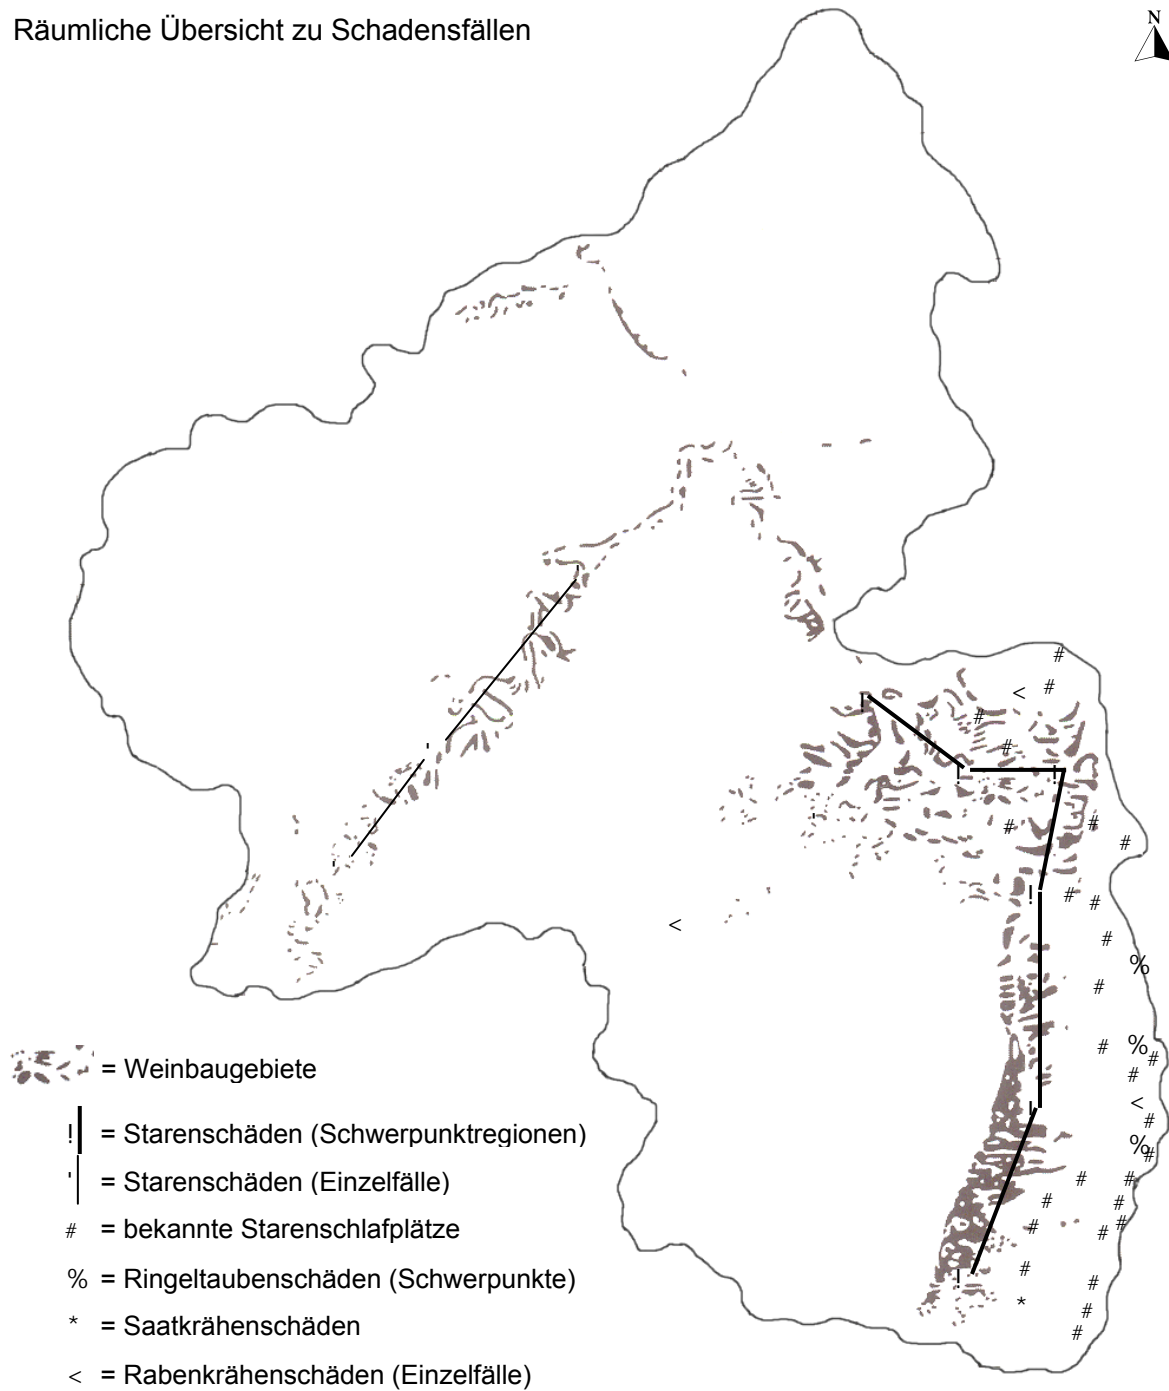 Räumliche Übersicht zu Schadensfällen
N
= Weinbaugebiete
! = Starenschäden (Schwerpunktregionen)
' = Starenschäden (Einzelfälle)
# = bekannte Starenschlafplätze
% = Ringeltaubenschäden (Schwerpunkte)
* = Saatkrähenschäden
< = Rabenkrähenschäden (Einzelfälle)